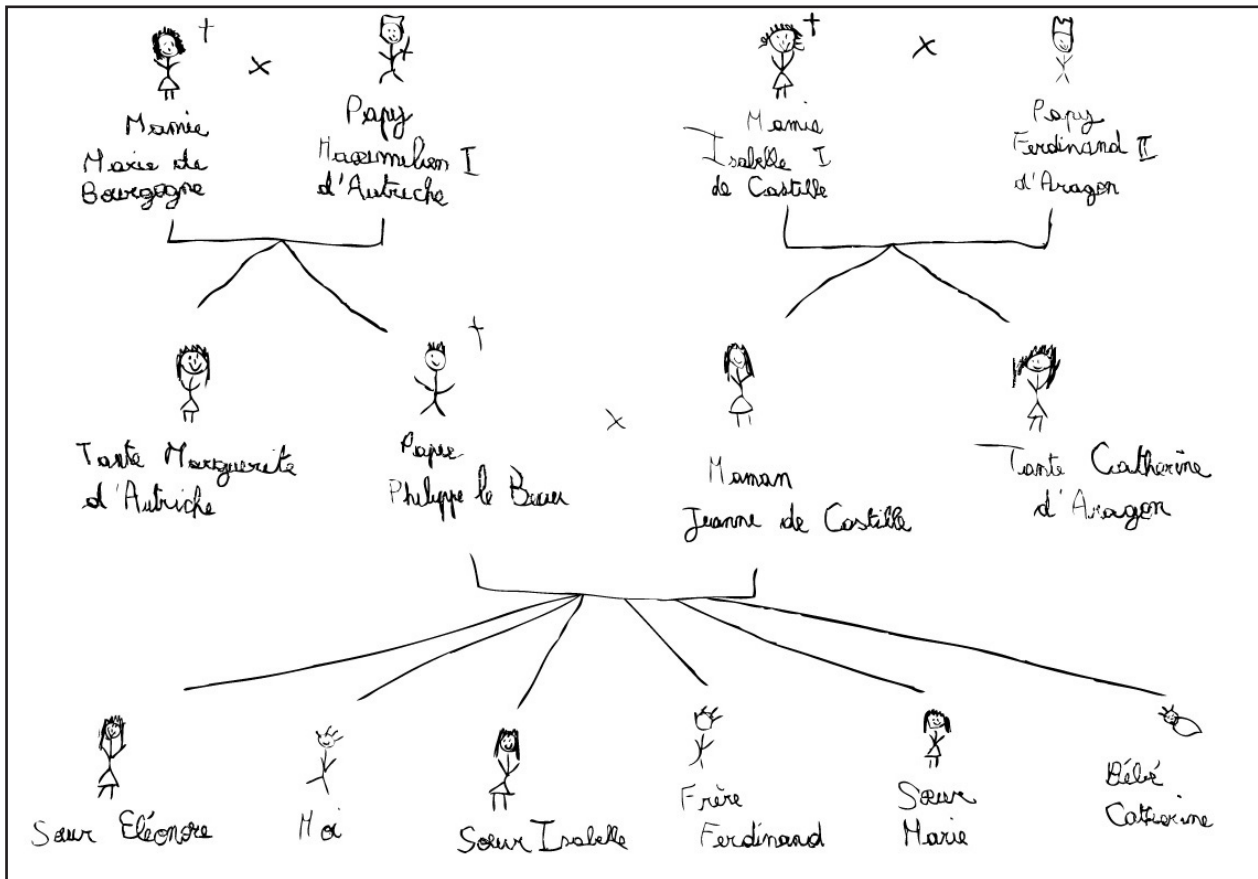 Mamie
Marie de
Bourgogne
Papy
Maximilien I
d'Autriche
Mamie
Isabelle I
de Castille
Papy
Ferdinand II
d'Aragon
Tante Marguerite
d'Autriche
Papa
Philippe le Beau
Maman
Jeanne de Castille
Tante Catherine
d'Aragon
Sœur Eléonore
Moi
Sœur Isabelle
Frère
Ferdinand
Sœur
Marie
Bébé
Catherine